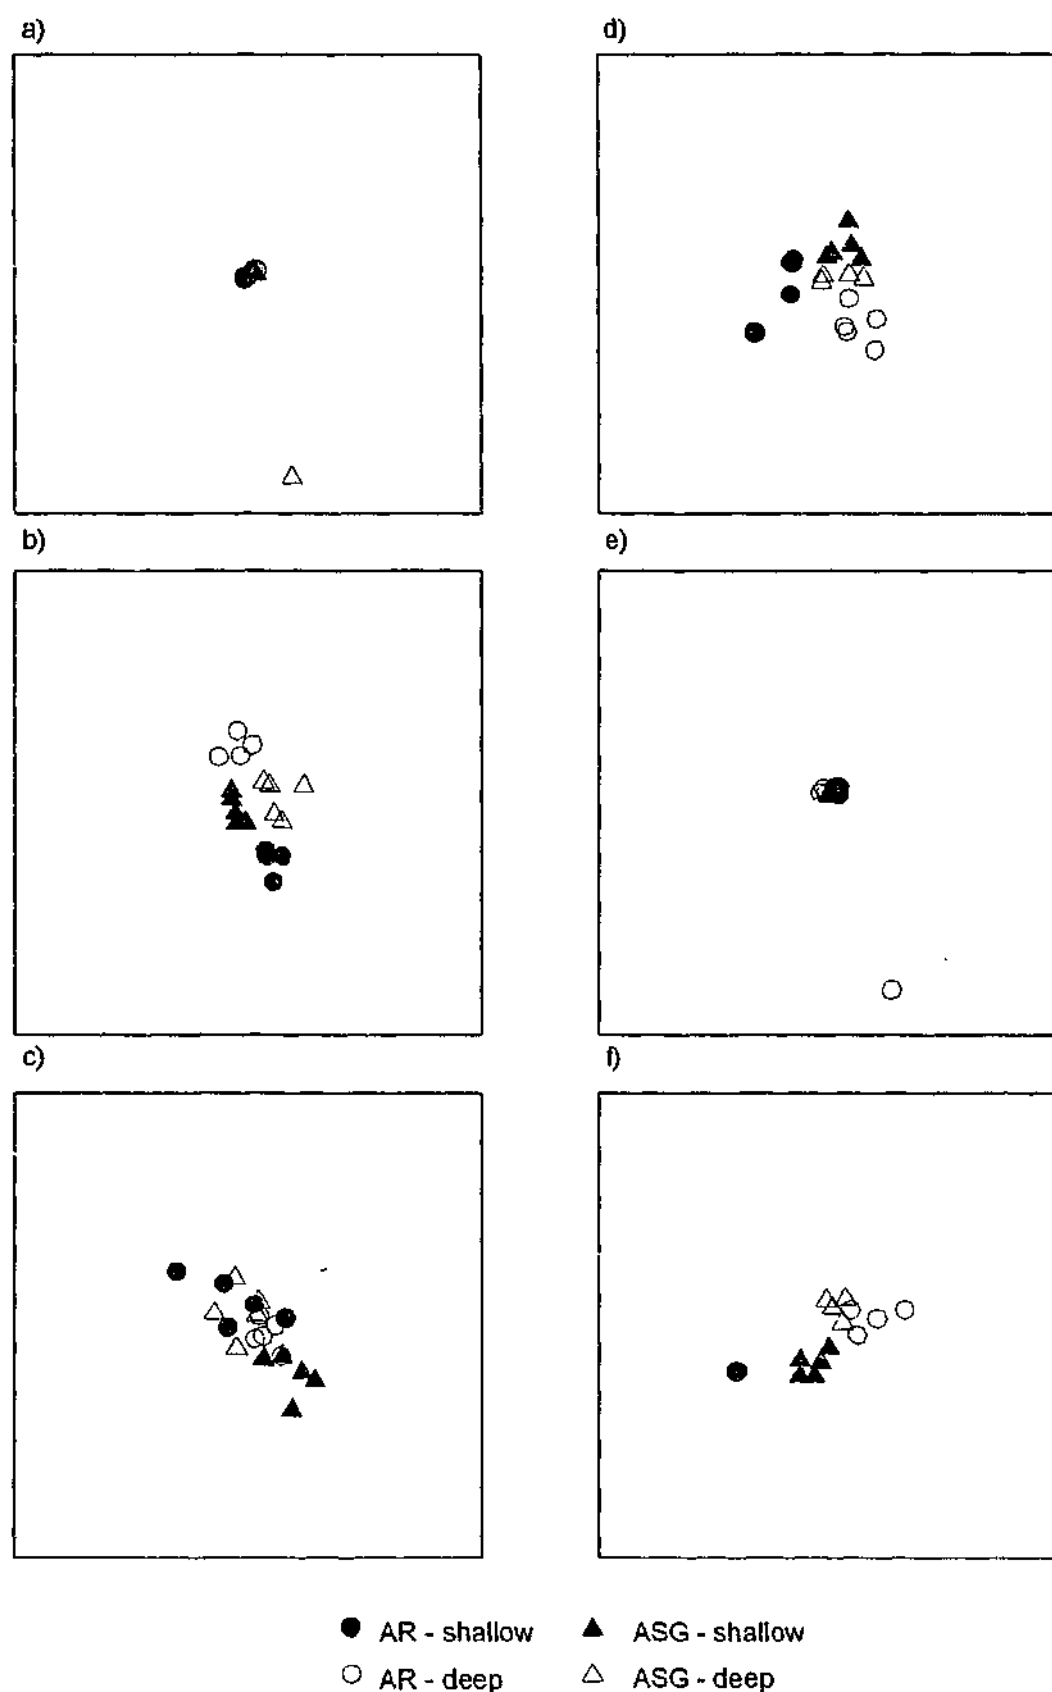 a)
d)
b)
e)
c)
f)
AR - shallow
ASG - shallow
AR - deep
ASG - deep